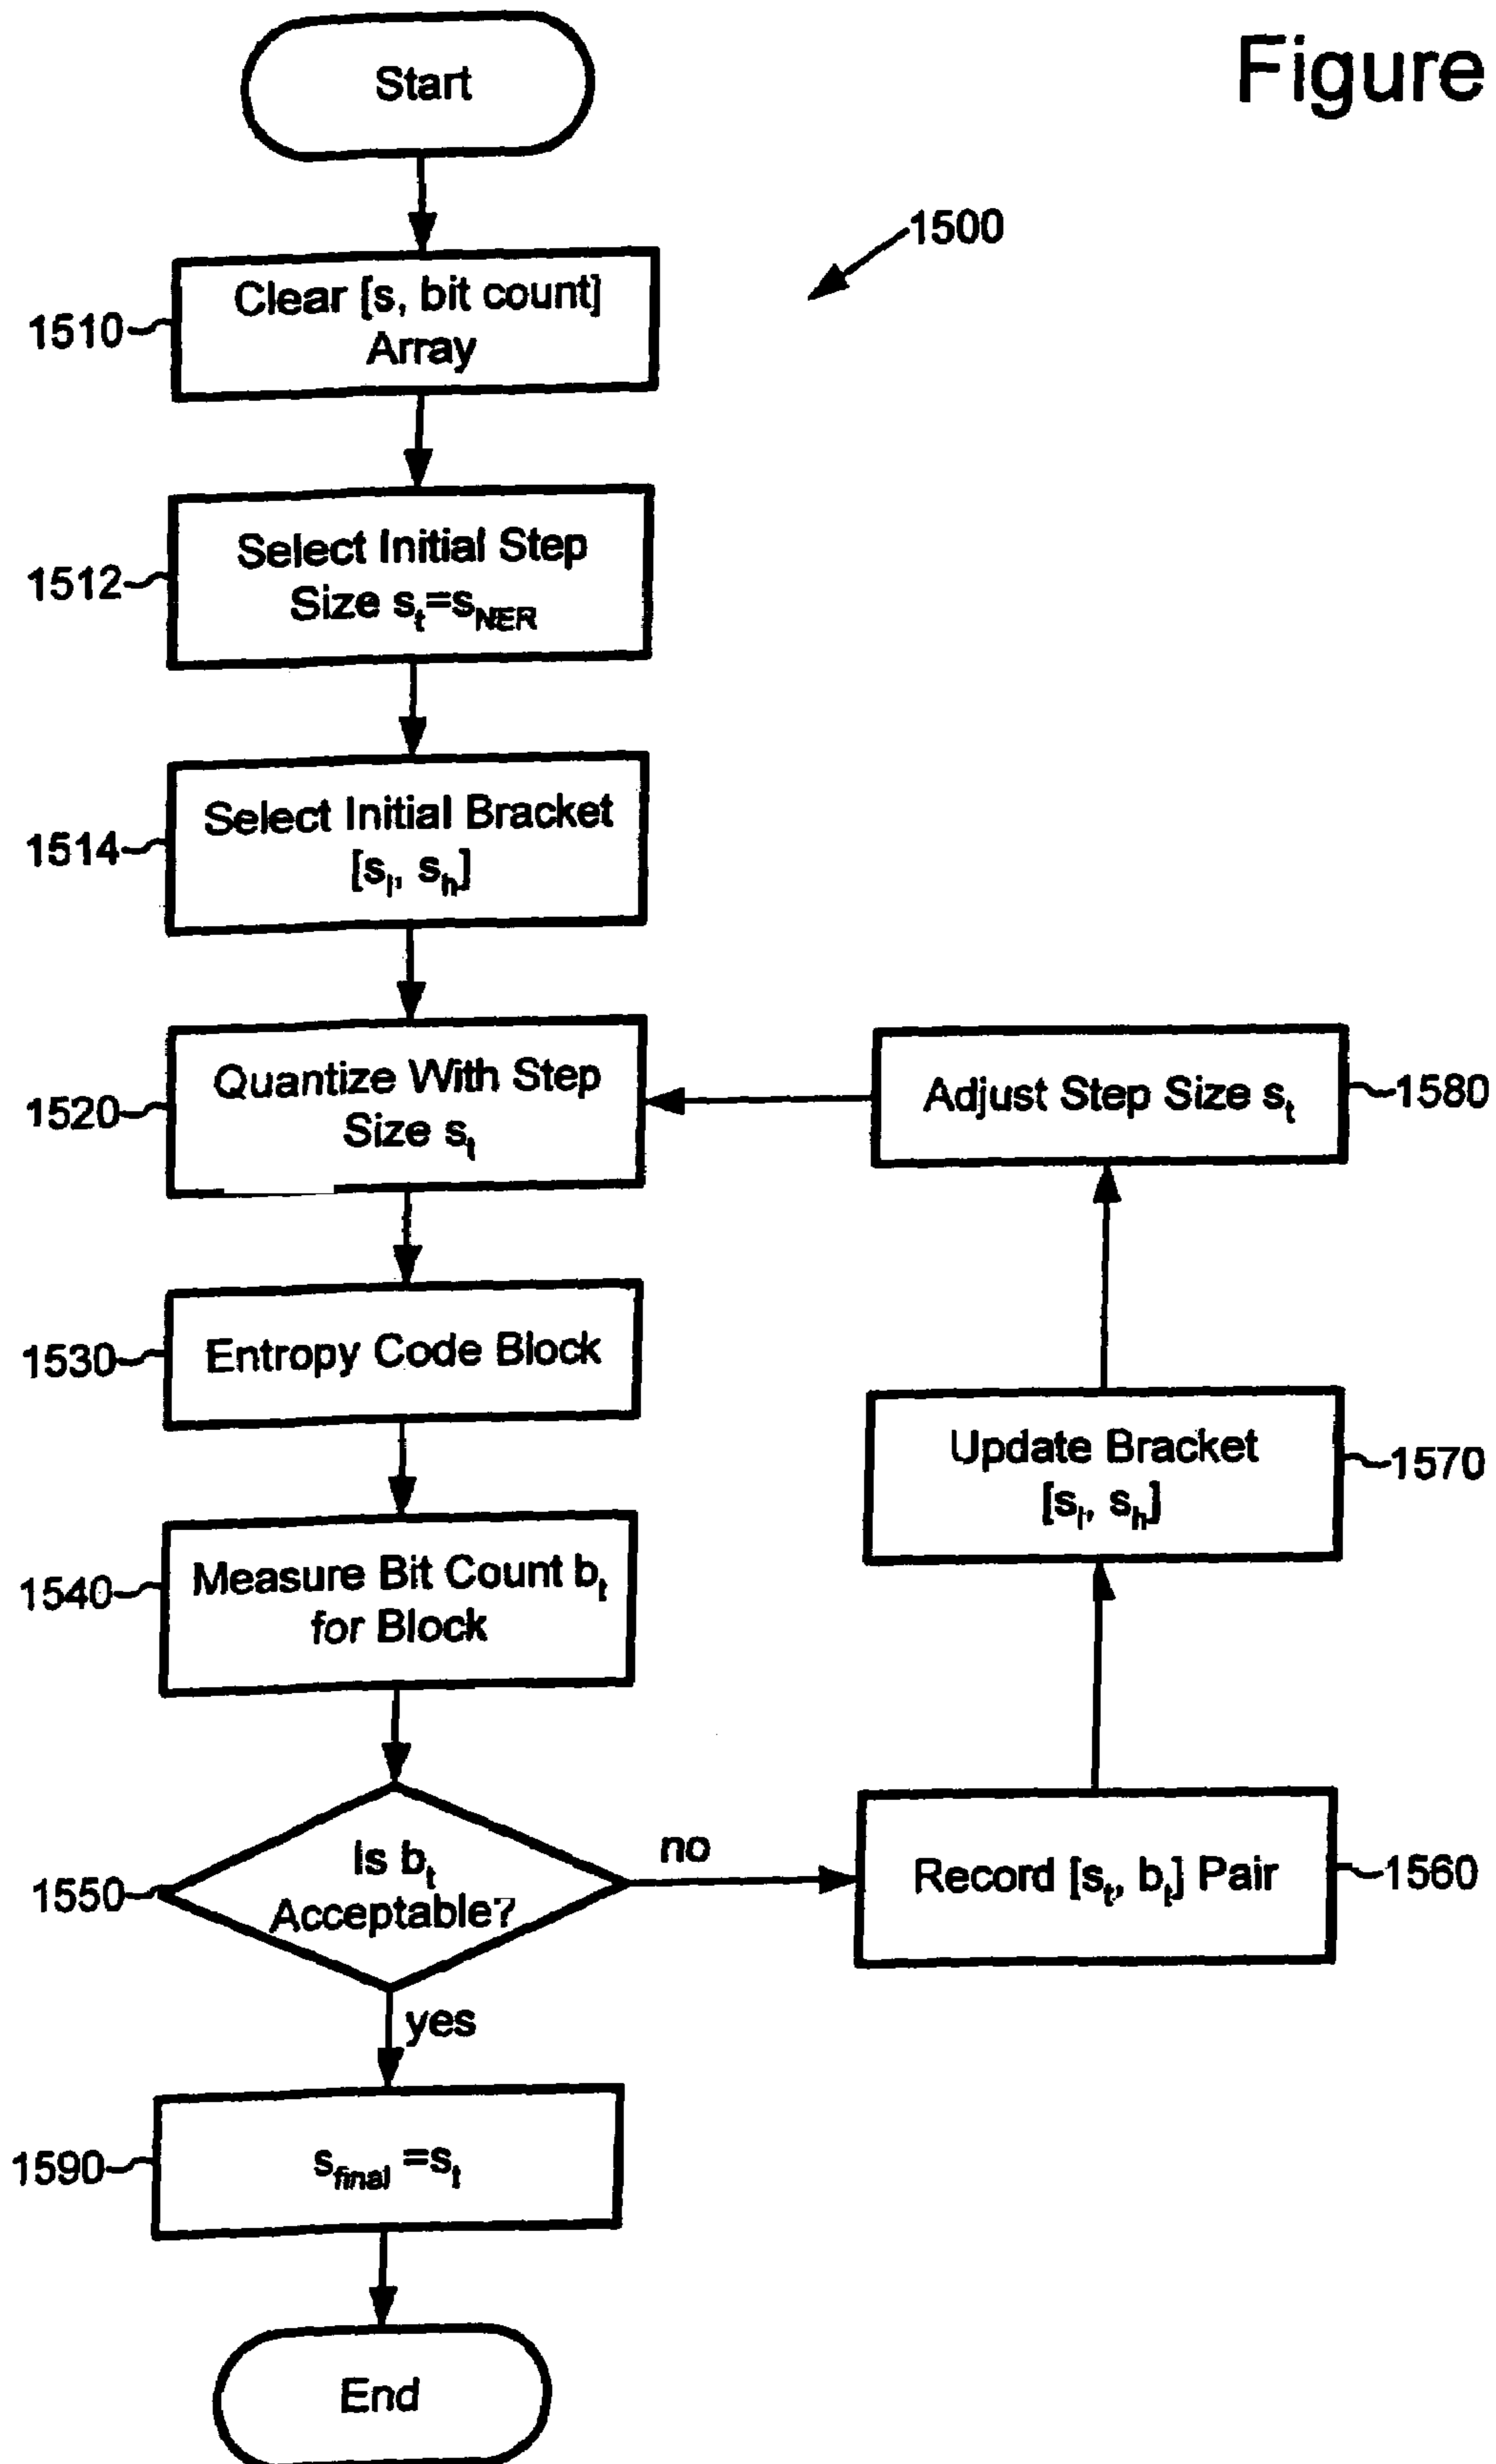 Figure
Start
1500
1510
Clear [s, bit count]
Array
1512
Select Initial Step
Size s_t=s_NER
1514
Select Initial Bracket
[s_l, s_h]
1520
Quantize With Step
Size s_t
Adjust Step Size s_t
1580
1530
Entropy Code Block
Update Bracket
[s_l, s_h]
1570
1540
Measure Bit Count b_t
for Block
1550
Is b_t
Acceptable?
no
Record [s_t, b_t] Pair
1560
yes
1590
s_final =s_t
End